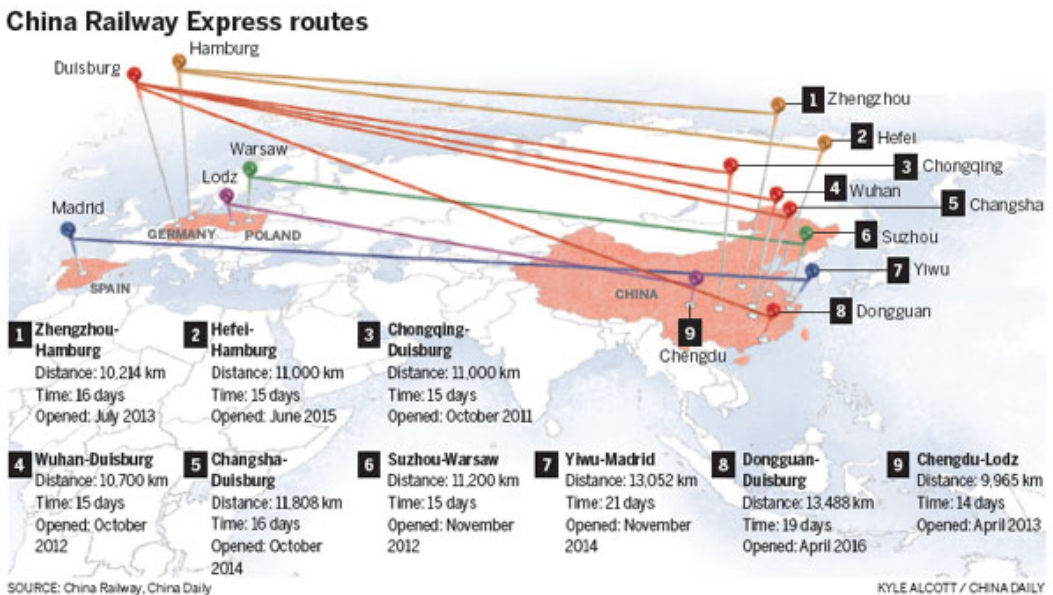 China Railway Express routes
Hamburg
Duisburg
1 Zhengzhou
2 Hefei
Warsaw
3 Chongqing
Lodz
4 Wuhan
Madrid
5 Changsha
GERMANY
POLAND
6 Suzhou
7 Yiwu
SPAIN
CHINA
8 Dongguan
9
Chengdu
1 Zhengzhou-
Hamburg
Distance: 10,214 km
Time: 16 days
Opened: July 2013
2 Hefei-
Hamburg
Distance: 11,000 km
Time: 15 days
Opened: June 2015
3 Chongqing-
Duisburg
Distance: 11,000 km
Time: 15 days
Opened: October 2011
4 Wuhan-Duisburg
Distance: 10,700 km
Time: 15 days
Opened: October
2012
5 Changsha-
Duisburg
Distance: 11,808 km
Time: 16 days
Opened: October
2014
6 Suzhou-Warsaw
Distance: 11,200 km
Time: 15 days
Opened: November
2012
7 Yiwu-Madrid
Distance: 13,052 km
Time: 21 days
Opened: November
2014
8 Dongguan-
Duisburg
Distance: 13,488 km
Time: 19 days
Opened: April 2016
9 Chengdu-Lodz
Distance: 9,965 km
Time: 14 days
Opened: April 2013
SOURCE: China Railway, China Daily
KYLE ALCOTT / CHINA DAILY